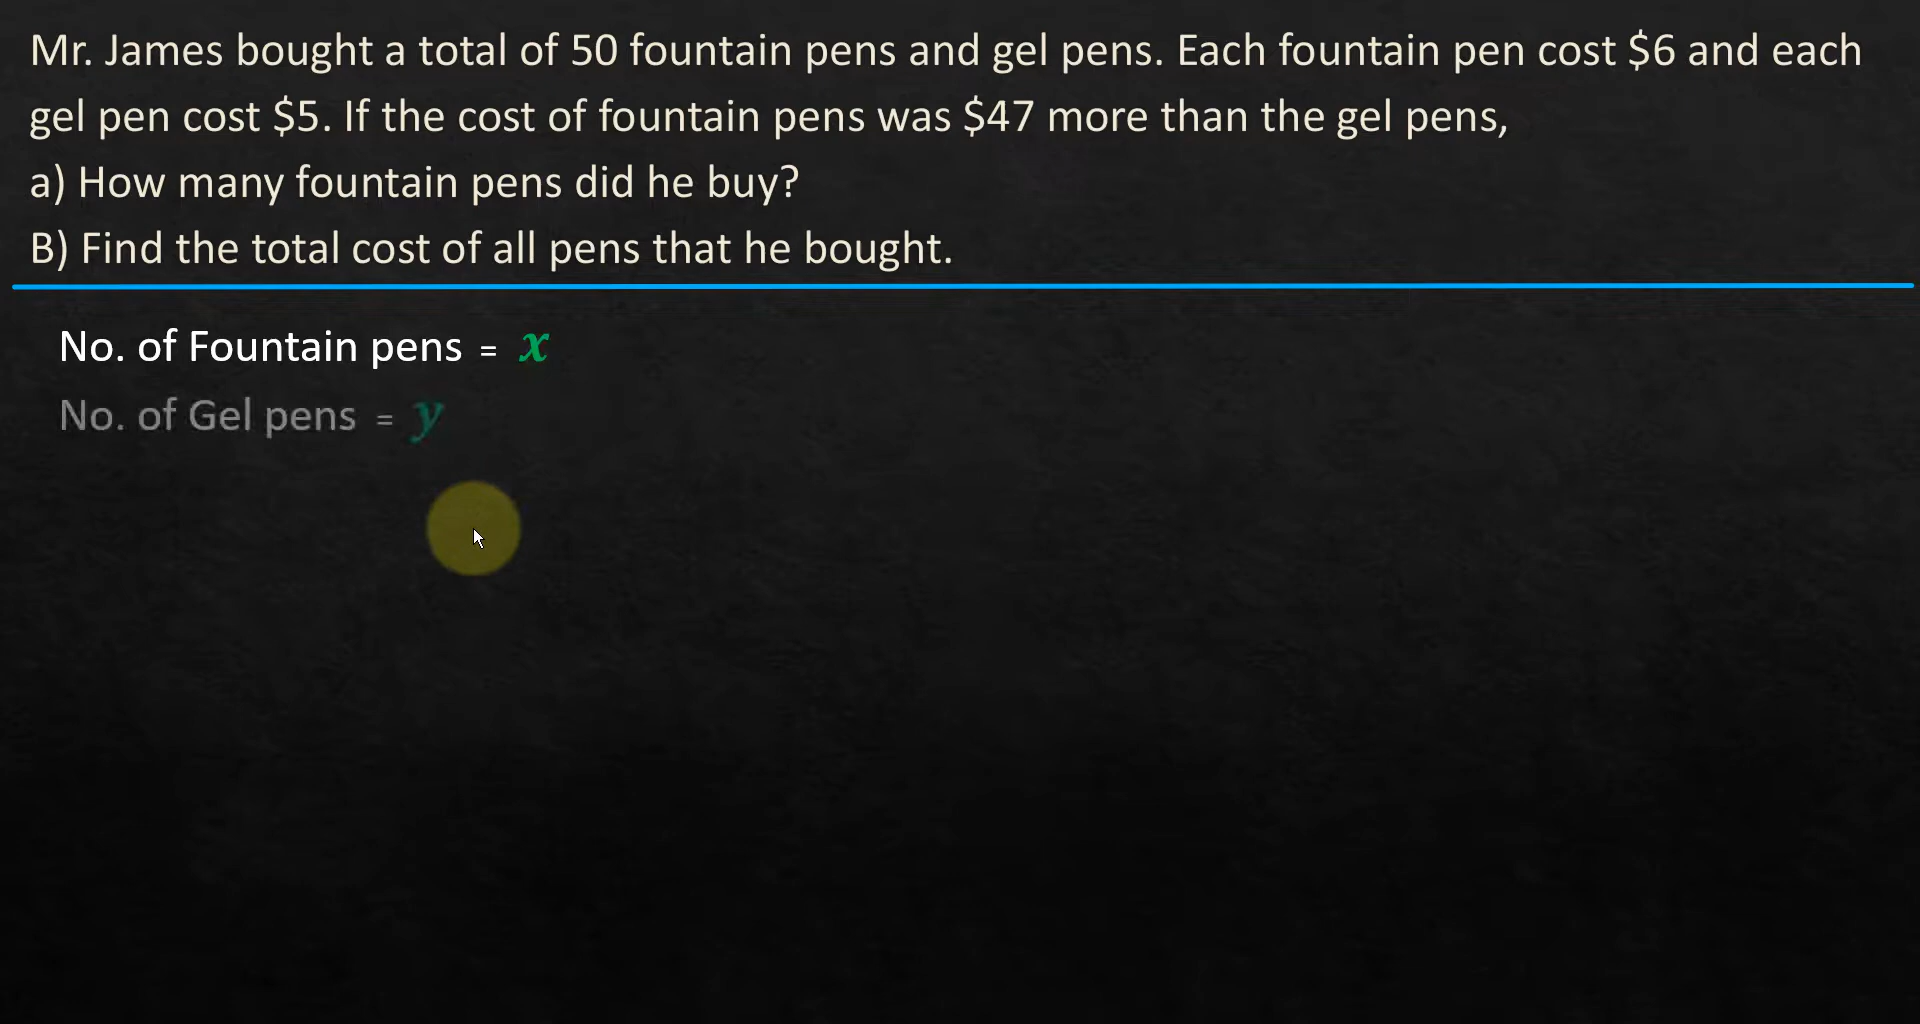 Mr. James bought a total of 50 fountain pens and gel pens. Each fountain pen cost $6 and each
gel pen cost $5. If the cost of fountain pens was $47 more than the gel pens,
a) How many fountain pens did he buy?
B) Find the total cost of all pens that he bought.
No. of Fountain pens = x
No. of Gel pens = y